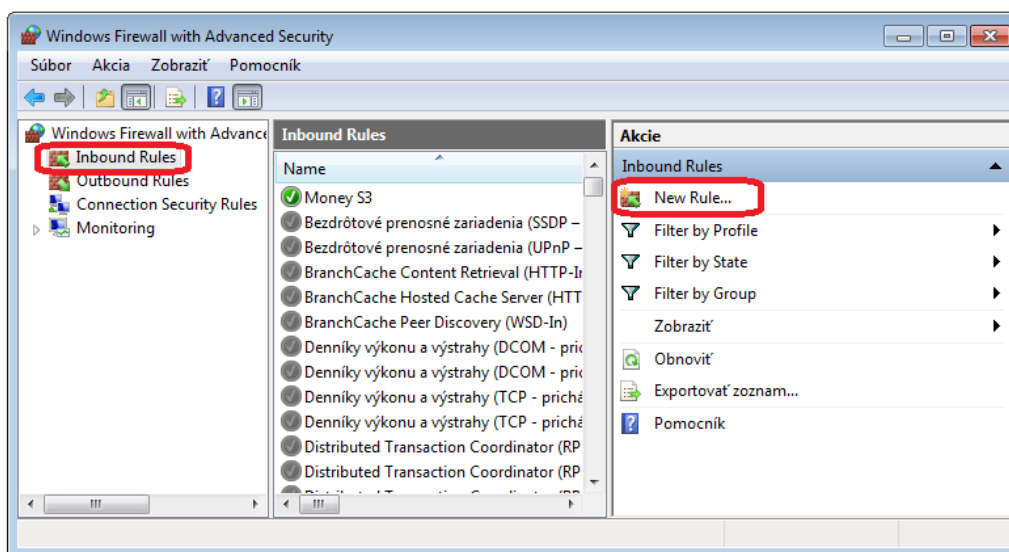 Windows Firewall with Advanced Security
Súbor Akcia Zobraziť Pomocník
Windows Firewall with Advance
Inbound Rules
Outbound Rules
Connection Security Rules
Monitoring
Inbound Rules
Name
Money S3
Bezdrôtové prenosné zariadenia (SSDP –
Bezdrôtové prenosné zariadenia (UPnP –
BranchCache Content Retrieval (HTTP-Ir
BranchCache Hosted Cache Server (HTT
BranchCache Peer Discovery (WSD-In)
Denníky výkonu a výstrahy (DCOM - pric
Denníky výkonu a výstrahy (DCOM - pric
Denníky výkonu a výstrahy (TCP - prichá
Denníky výkonu a výstrahy (TCP - prichá
Distributed Transaction Coordinator (RP
Distributed Transaction Coordinator (RP
Akcie
Inbound Rules
New Rule...
Filter by Profile
Filter by State
Filter by Group
Zobraziť
Obnoviť
Exportovať zoznam...
Pomocník